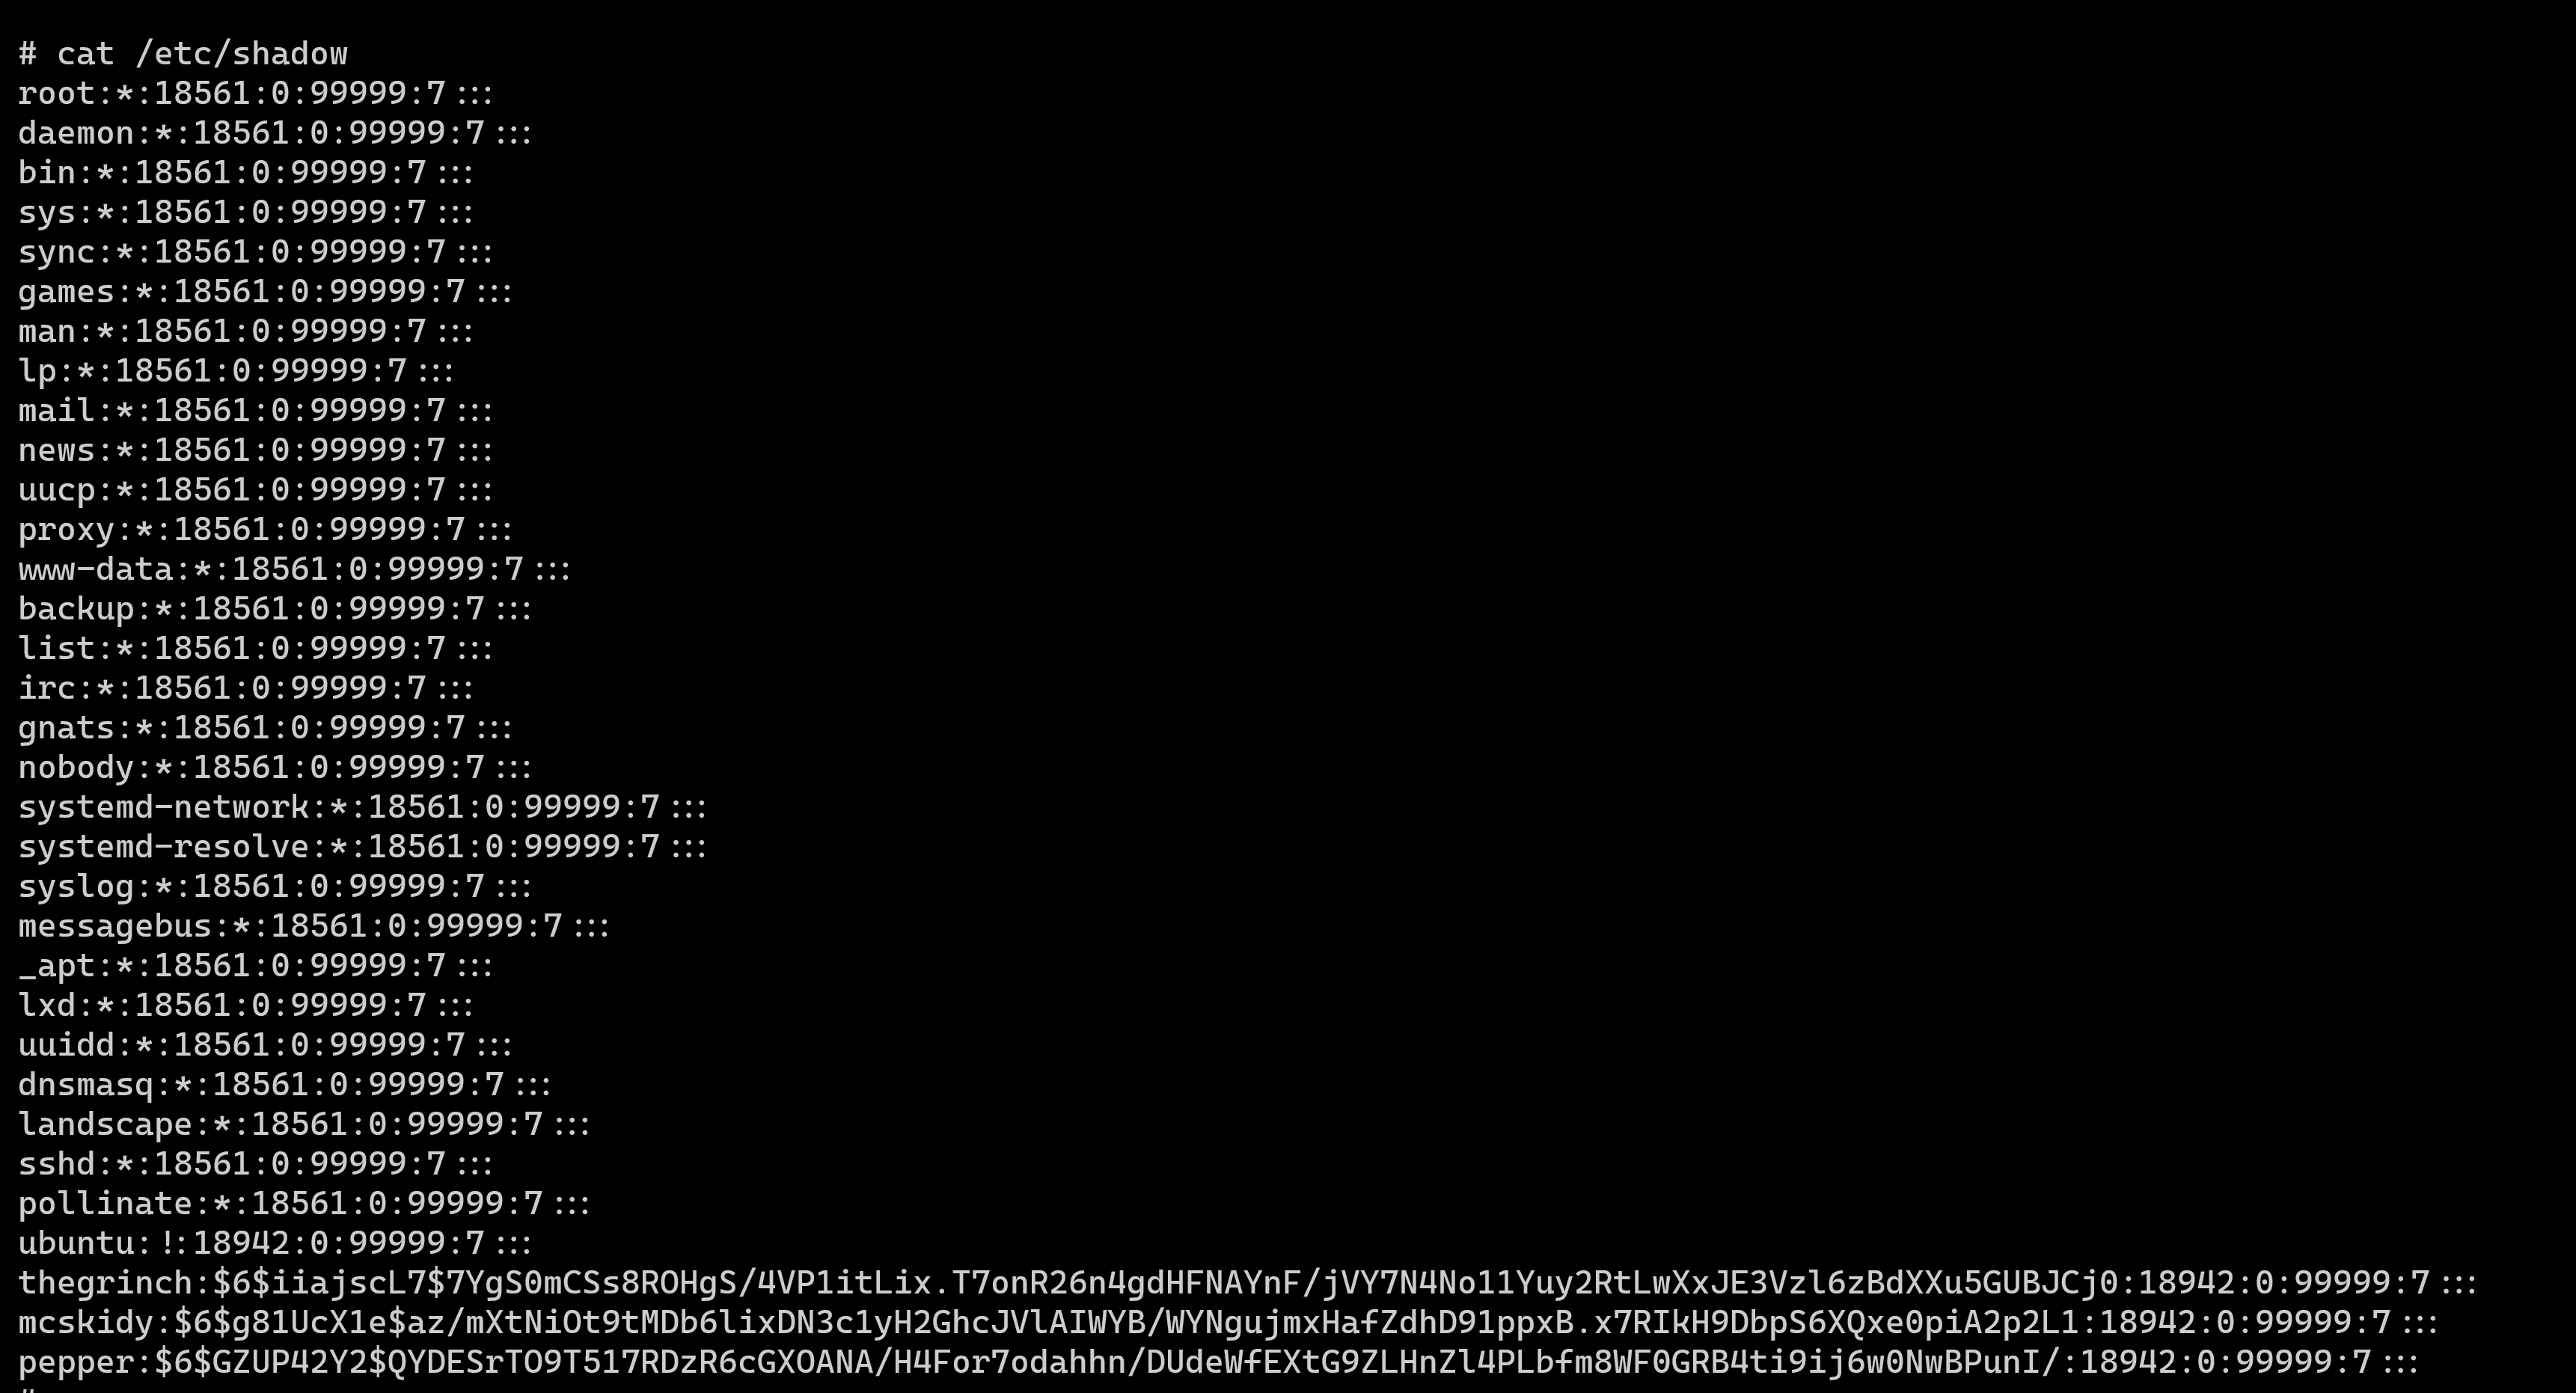 # cat /etc/shadow
root:*:18561:0:99999:7:::
daemon:*:18561:0:99999:7:::
bin:*:18561:0:99999:7:::
sys:*:18561:0:99999:7:::
sync:*:18561:0:99999:7:::
games:*:18561:0:99999:7:::
man:*:18561:0:99999:7:::
lp:*:18561:0:99999:7:::
mail:*:18561:0:99999:7:::
news:*:18561:0:99999:7:::
uucp:*:18561:0:99999:7:::
proxy:*:18561:0:99999:7:::
www-data:*:18561:0:99999:7:::
backup:*:18561:0:99999:7:::
list:*:18561:0:99999:7:::
irc:*:18561:0:99999:7:::
gnats:*:18561:0:99999:7:::
nobody:*:18561:0:99999:7:::
systemd-network:*:18561:0:99999:7:::
systemd-resolve:*:18561:0:99999:7:::
syslog:*:18561:0:99999:7:::
messagebus:*:18561:0:99999:7:::
_apt:*:18561:0:99999:7:::
lxd:*:18561:0:99999:7:::
uuidd:*:18561:0:99999:7:::
dnsmasq:*:18561:0:99999:7:::
landscape:*:18561:0:99999:7:::
sshd:*:18561:0:99999:7:::
pollinate:*:18561:0:99999:7:::
ubuntu:!:18942:0:99999:7:::
thegrinch:$6$iiajscL7$7YgS0mCSs8ROHgS/4VP1itLix.T7onR26n4gdHFNAYnF/jVY7N4No11Yuy2RtLwXxJE3Vzl6zBdXXu5GUBJCj0:18942:0:99999:7:::
mcskidy:$6$g81UcX1e$az/mXtNiOt9tMDb6lixDN3c1yH2GhcJVlAIWYB/WYNgujmxHafZdhD91ppxB.x7RIkH9DbpS6XQxe0piA2p2L1:18942:0:99999:7:::
pepper:$6$GZUP42Y2$QYDESrTO9T517RDzR6cGXOANA/H4For7odahhn/DUdeWfEXtG9ZLHnZl4PLbfm8WF0GRB4ti9ij6w0NwBPunI/:18942:0:99999:7:::
#